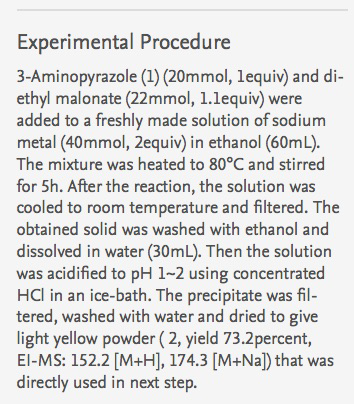 Experimental Procedure
3-Aminopyrazole (1) (20mmol, 1equiv) and di-
ethyl malonate (22mmol, 1.1equiv) were
added to a freshly made solution of sodium
metal (40mmol, 2equiv) in ethanol (60mL).
The mixture was heated to 80°C and stirred
for 5h. After the reaction, the solution was
cooled to room temperature and filtered. The
obtained solid was washed with ethanol and
dissolved in water (30mL). Then the solution
was acidified to pH 1~2 using concentrated
HCl in an ice-bath. The precipitate was fil-
tered, washed with water and dried to give
light yellow powder ( 2, yield 73.2percent,
EI-MS: 152.2 [M+H], 174.3 [M+Na]) that was
directly used in next step.